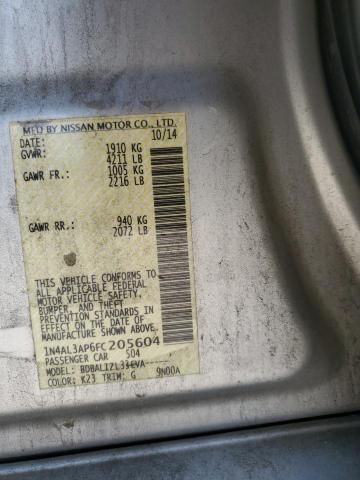 MFD BY NISSAN MOTOR CO., LTD.
DATE: 10/14
GVWR: 1910 KG
4211 LB
GAWR FR.: 1005 KG
2216 LB
GAWR RR.: 940 KG
2072 LB
THIS VEHICLE CONFORMS TO
ALL APPLICABLE FEDERAL
MOTOR VEHICLE SAFETY,
BUMPER, AND THEFT
PREVENTION STANDARDS IN
EFFECT ON THE DATE OF
MANUFACTURE SHOWN ABOVE.
1N4AL3AP6FC205604
PASSENGER CAR 504
MODEL:
COLOR: K23 TRIM: G 9N00A